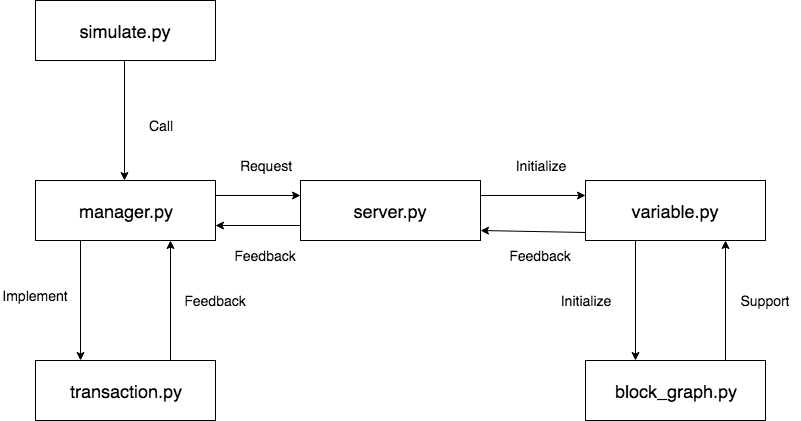 simulate.py
Call
Request
Initialize
manager.py
server.py
variable.py
Feedback
Feedback
Implement
Feedback
Initialize
Support
transaction.py
block_graph.py